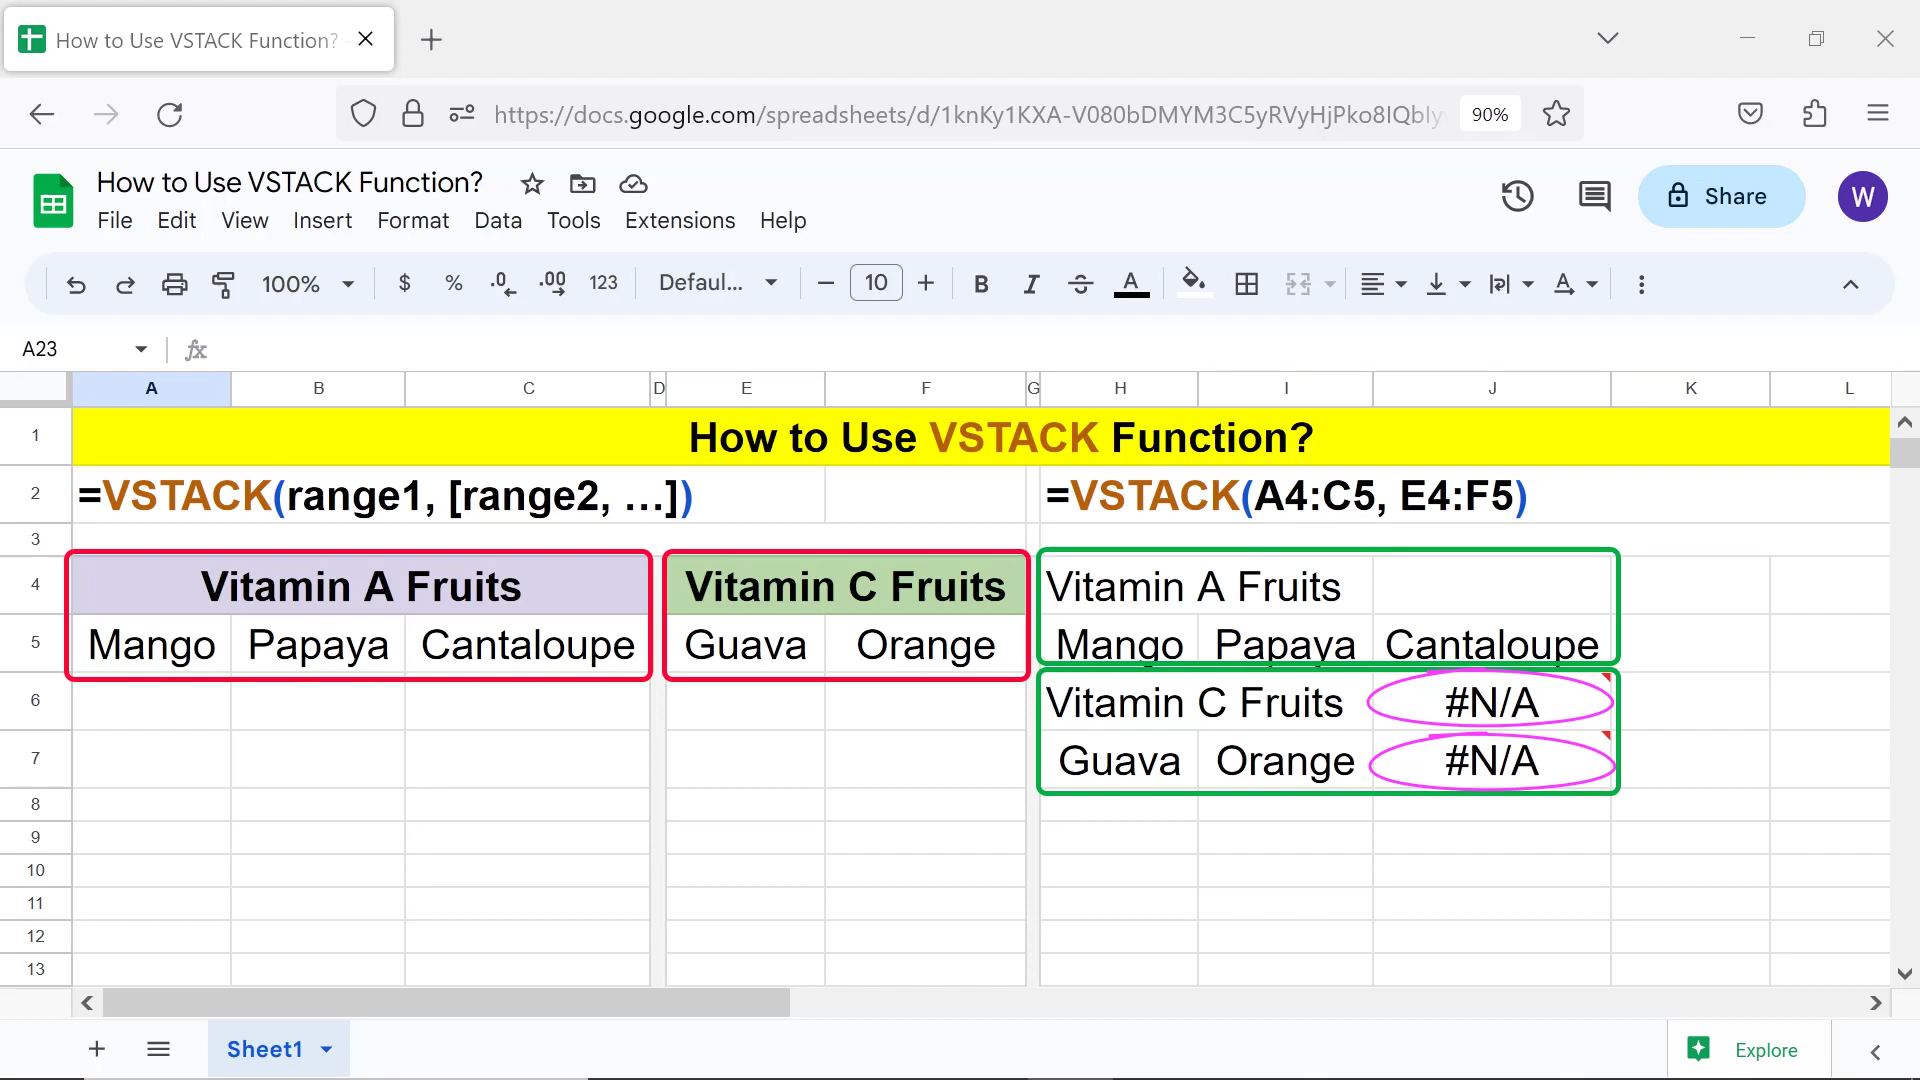 How to Use VSTACK Function? -
https://docs.google.com/spreadsheets/d/1knKy1KXA-V080bDMYM3C5yRVyHjPko8IQbly
90%
How to Use VSTACK Function?
Share
W
File Edit View Insert Format Data Tools Extensions Help
100% $ % .0 .00 123 Defaul... − 10 + B I S A
A23 fx
A B C D E F G H I J K L
1 How to Use VSTACK Function?
2 =VSTACK(range1, [range2, …]) =VSTACK(A4:C5, E4:F5)
3
4 Vitamin A Fruits Vitamin C Fruits Vitamin A Fruits
5 Mango Papaya Cantaloupe Guava Orange Mango Papaya Cantaloupe
6 Vitamin C Fruits #N/A
7 Guava Orange #N/A
8
9
10
11
12
13
Sheet1 Explore